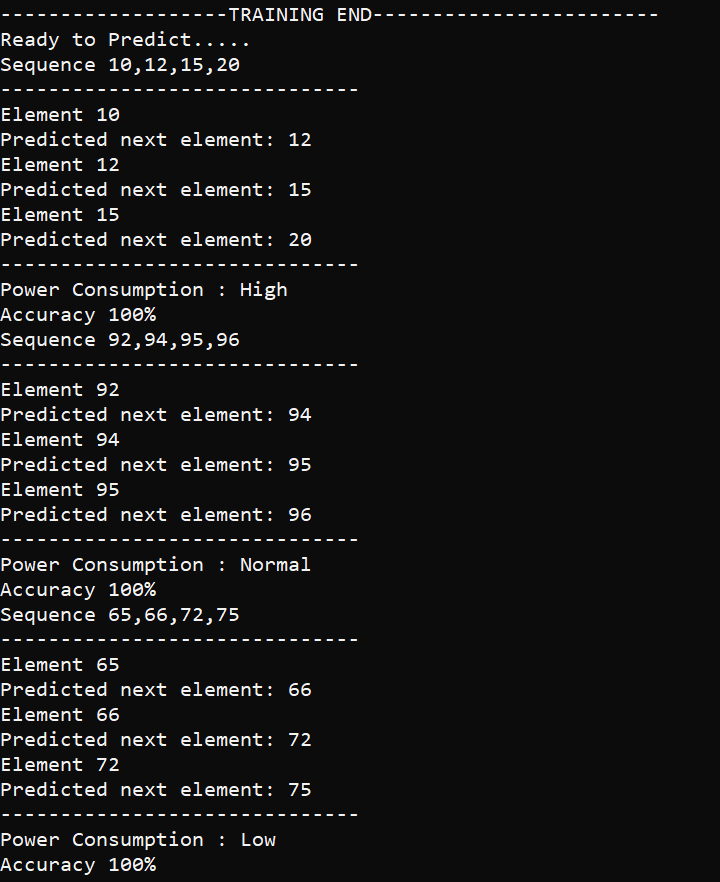 -------------------TRAINING END------------------------
Ready to Predict.....
Sequence 10,12,15,20
------------------------------
Element 10
Predicted next element: 12
Element 12
Predicted next element: 15
Element 15
Predicted next element: 20
------------------------------
Power Consumption : High
Accuracy 100%
Sequence 92,94,95,96
------------------------------
Element 92
Predicted next element: 94
Element 94
Predicted next element: 95
Element 95
Predicted next element: 96
------------------------------
Power Consumption : Normal
Accuracy 100%
Sequence 65,66,72,75
------------------------------
Element 65
Predicted next element: 66
Element 66
Predicted next element: 72
Element 72
Predicted next element: 75
------------------------------
Power Consumption : Low
Accuracy 100%